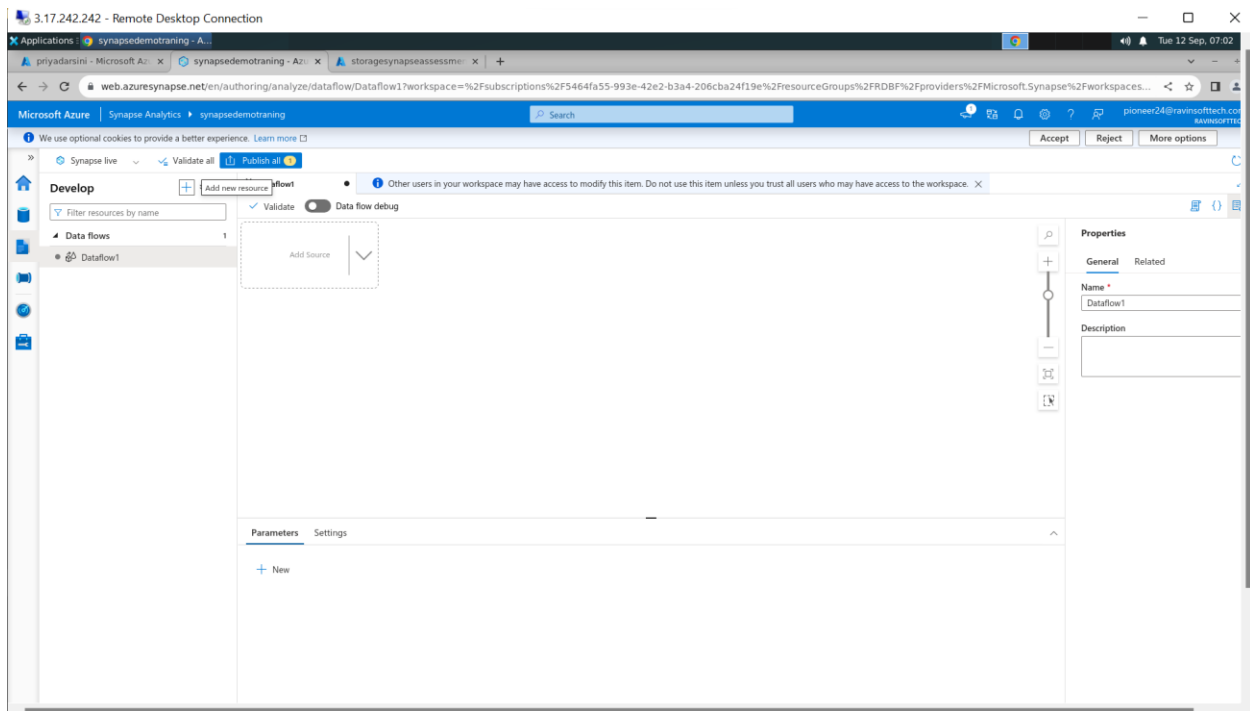 3.17.242.242 - Remote Desktop Connection
Applications synapsedemotraning - A... Tue 12 Sep, 07:02
priyadarsini - Microsoft Az synapsedemotraning - Azu storagesynapseassessmen
web.azuresynapse.net/en/authoring/analyze/dataflow/Dataflow1?workspace=%2Fsubscriptions%2F5464fa55-993e-42e2-b3a4-206cba24f19e%2FresourceGroups%2FRDBF%2Fproviders%2FMicrosoft.Synapse%2Fworkspaces...
Microsoft Azure Synapse Analytics synapsedemotraning Search pioneer24@ravinsofttech.com
RAVINSOFTTEC
We use optional cookies to provide a better experience. Learn more Accept Reject More options
» Synapse live Validate all Publish all 1
Develop Add new resource aflow1 Other users in your workspace may have access to modify this item. Do not use this item unless you trust all users who may have access to the workspace.
Validate Data flow debug
Filter resources by name
Data flows 1
Dataflow1
Add Source
Properties
General Related
Name *
Dataflow1
Description
Parameters Settings
+ New